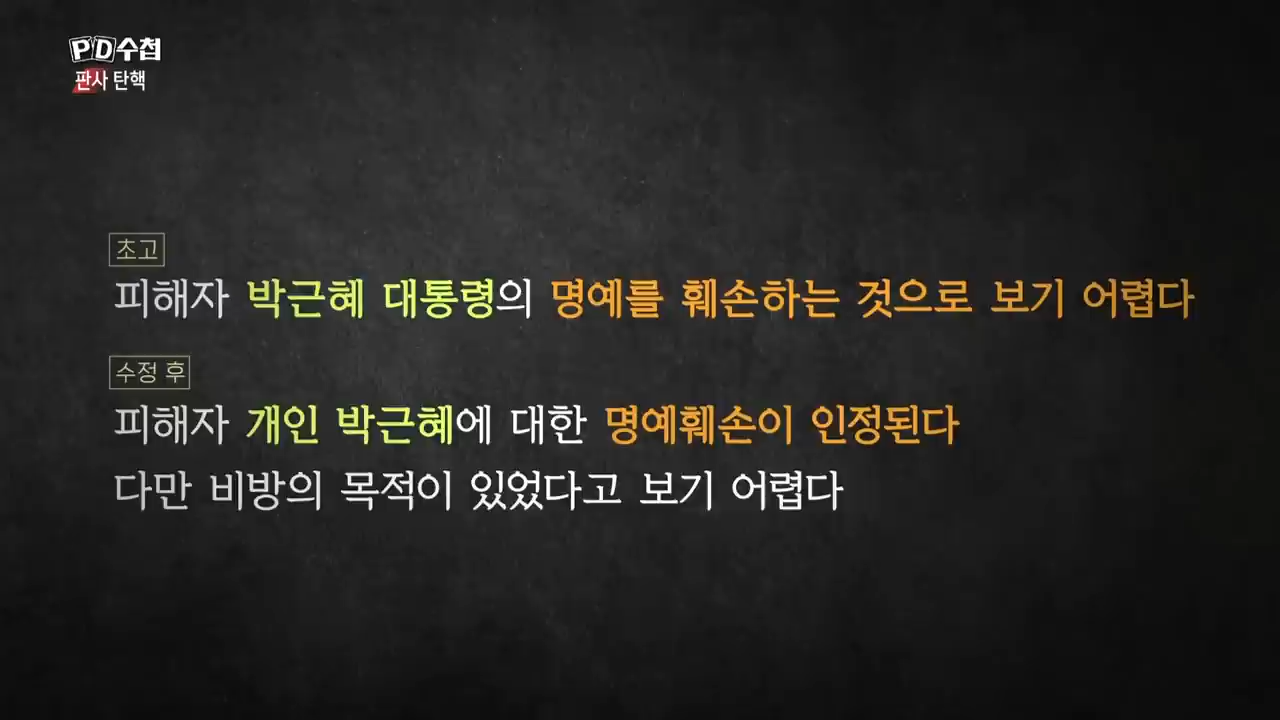 PD수첩
판사 탄핵
초고
피해자 박근혜 대통령의 명예를 훼손하는 것으로 보기 어렵다
수정 후
피해자 개인 박근혜에 대한 명예훼손이 인정된다
다만 비방의 목적이 있었다고 보기 어렵다